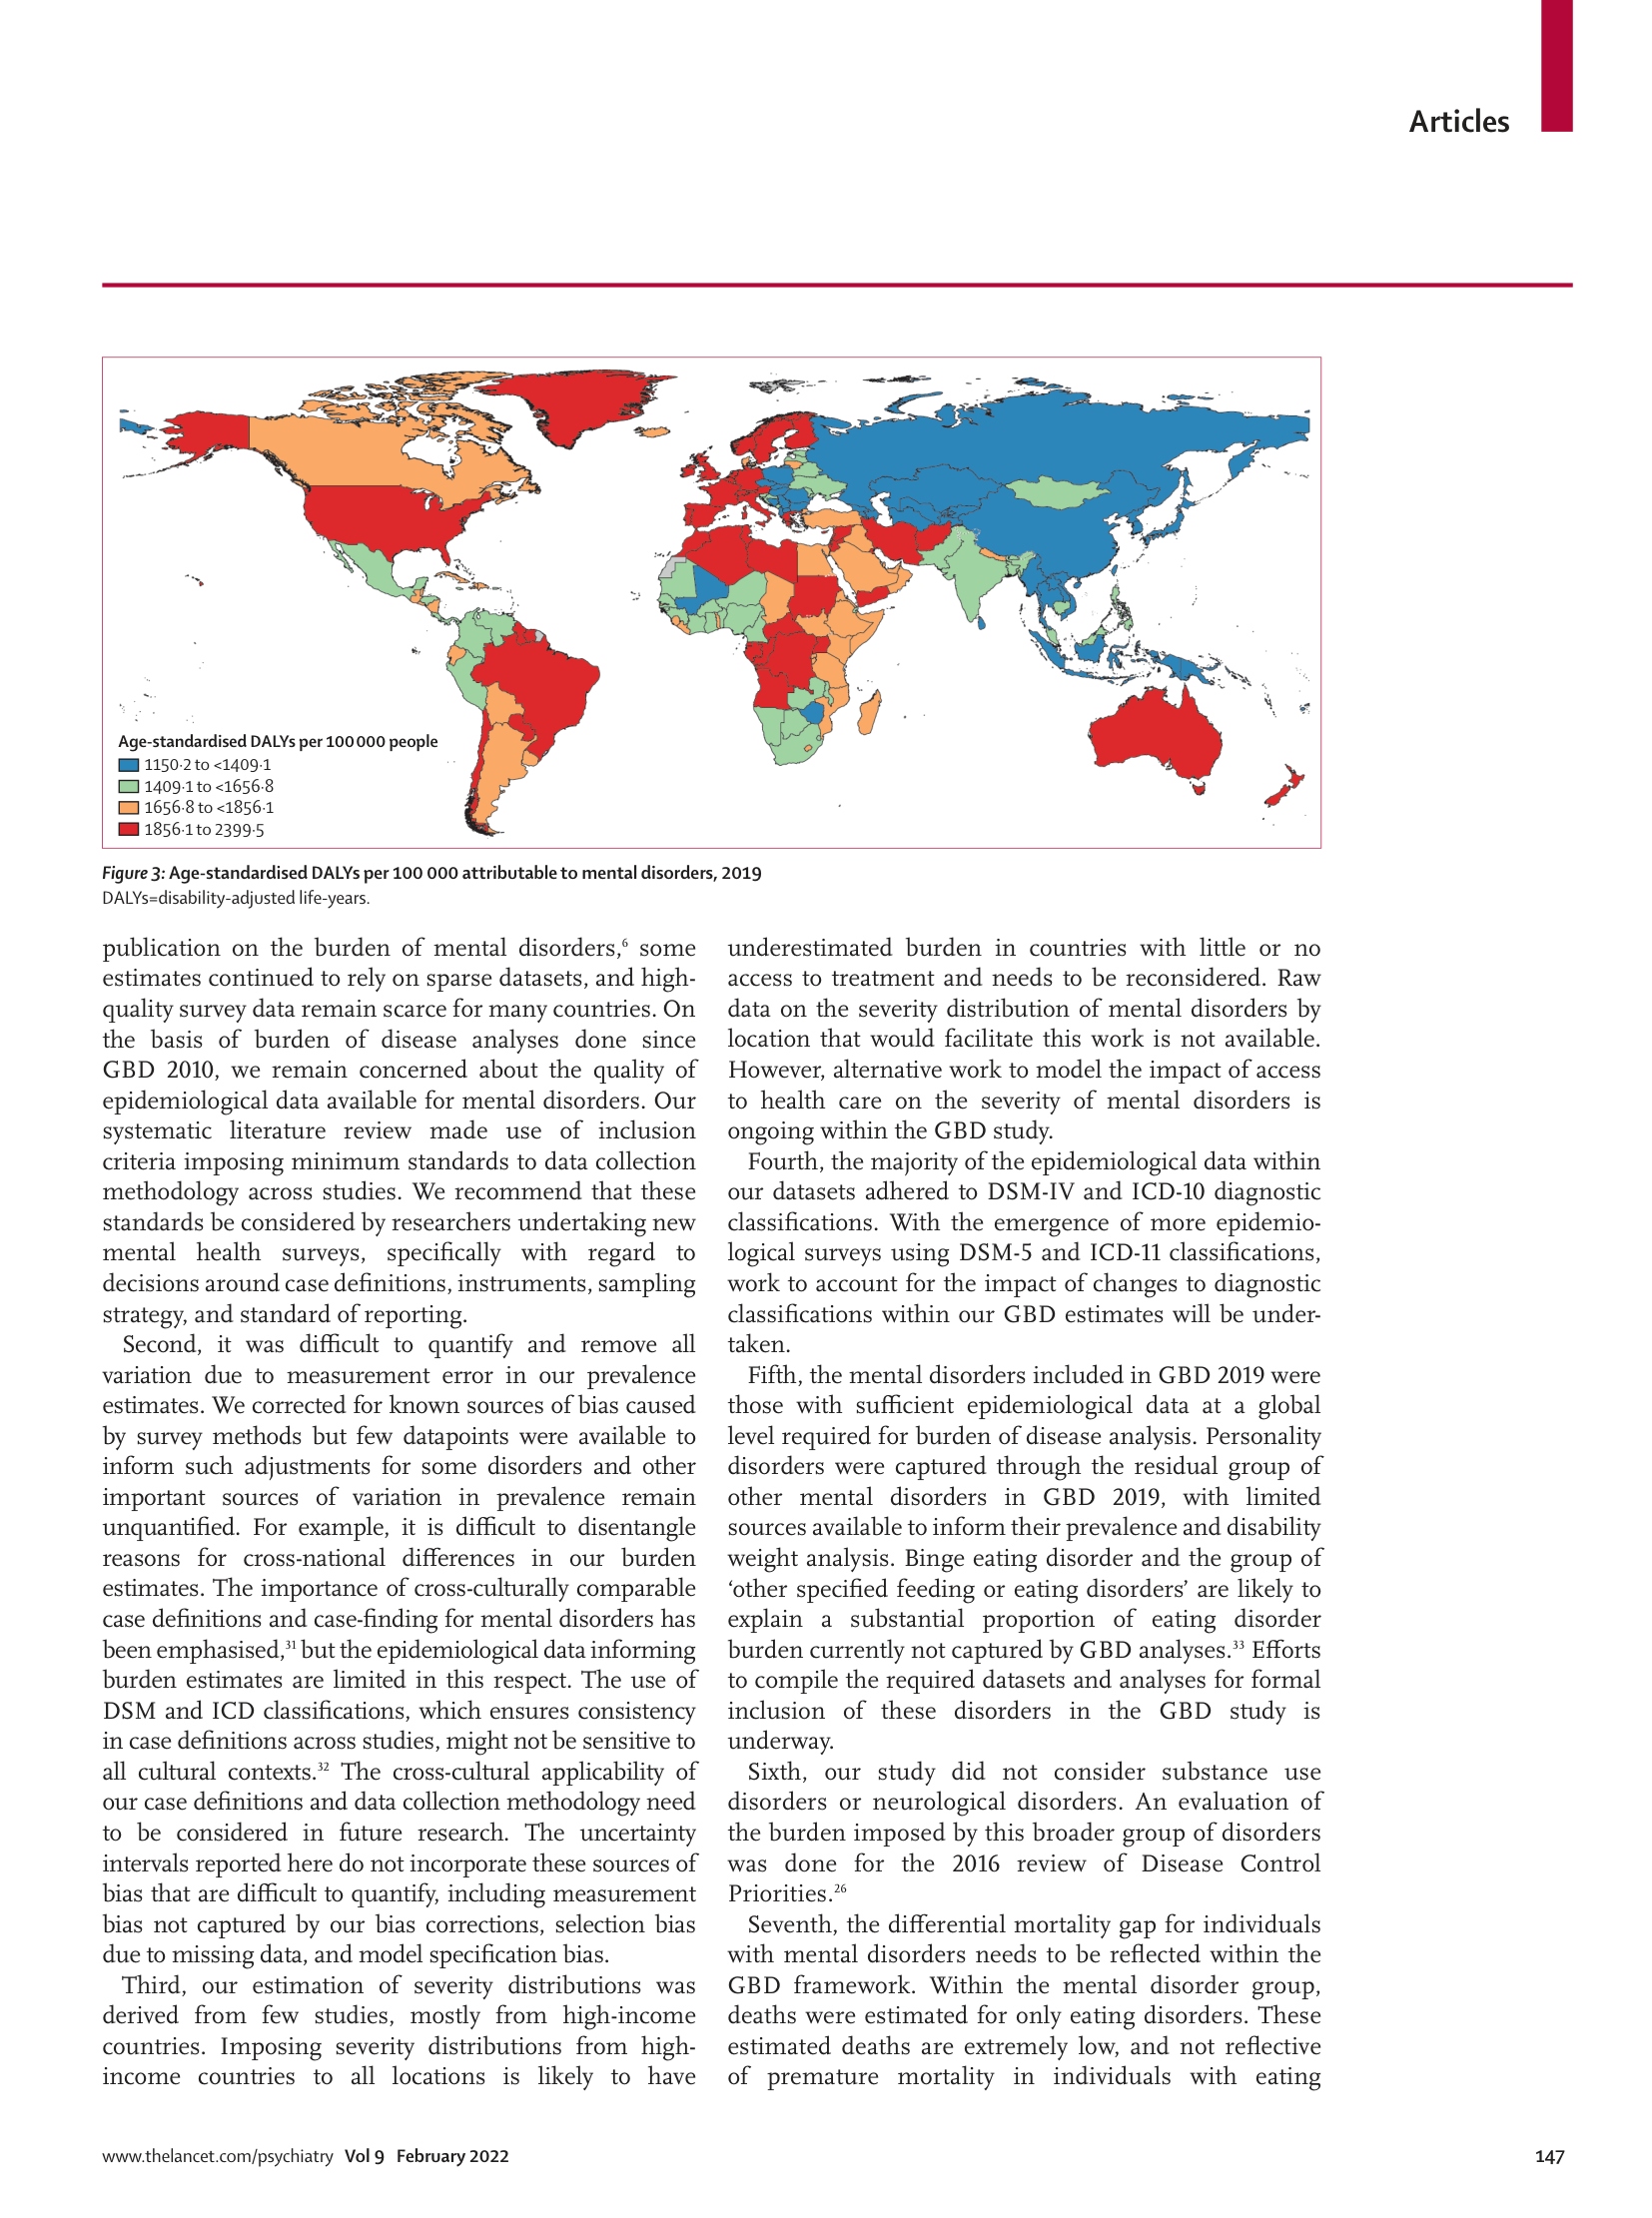 Articles
Age-standardised DALYs per 100 000 people
1150·2 to <1409·1
1409·1 to <1656·8
1656·8 to <1856·1
1856·1 to 2399·5
Figure 3: Age-standardised DALYs per 100 000 attributable to mental disorders, 2019
DALYs=disability-adjusted life-years.
publication on the burden of mental disorders,6 some
estimates continued to rely on sparse datasets, and high-
quality survey data remain scarce for many countries. On
the basis of burden of disease analyses done since
GBD 2010, we remain concerned about the quality of
epidemiological data available for mental disorders. Our
systematic literature review made use of inclusion
criteria imposing minimum standards to data collection
methodology across studies. We recommend that these
standards be considered by researchers undertaking new
mental health surveys, specifically with regard to
decisions around case definitions, instruments, sampling
strategy, and standard of reporting.
Second, it was difficult to quantify and remove all
variation due to measurement error in our prevalence
estimates. We corrected for known sources of bias caused
by survey methods but few datapoints were available to
inform such adjustments for some disorders and other
important sources of variation in prevalence remain
unquantified. For example, it is difficult to disentangle
reasons for cross-national differences in our burden
estimates. The importance of cross-culturally comparable
case definitions and case-finding for mental disorders has
been emphasised,31 but the epidemiological data informing
burden estimates are limited in this respect. The use of
DSM and ICD classifications, which ensures consistency
in case definitions across studies, might not be sensitive to
all cultural contexts.32 The cross-cultural applicability of
our case definitions and data collection methodology need
to be considered in future research. The uncertainty
intervals reported here do not incorporate these sources of
bias that are difficult to quantify, including measurement
bias not captured by our bias corrections, selection bias
due to missing data, and model specification bias.
Third, our estimation of severity distributions was
derived from few studies, mostly from high-income
countries. Imposing severity distributions from high-
income countries to all locations is likely to have
underestimated burden in countries with little or no
access to treatment and needs to be reconsidered. Raw
data on the severity distribution of mental disorders by
location that would facilitate this work is not available.
However, alternative work to model the impact of access
to health care on the severity of mental disorders is
ongoing within the GBD study.
Fourth, the majority of the epidemiological data within
our datasets adhered to DSM-IV and ICD-10 diagnostic
classifications. With the emergence of more epidemio-
logical surveys using DSM-5 and ICD-11 classifications,
work to account for the impact of changes to diagnostic
classifications within our GBD estimates will be under-
taken.
Fifth, the mental disorders included in GBD 2019 were
those with sufficient epidemiological data at a global
level required for burden of disease analysis. Personality
disorders were captured through the residual group of
other mental disorders in GBD 2019, with limited
sources available to inform their prevalence and disability
weight analysis. Binge eating disorder and the group of
‘other specified feeding or eating disorders’ are likely to
explain a substantial proportion of eating disorder
burden currently not captured by GBD analyses.33 Efforts
to compile the required datasets and analyses for formal
inclusion of these disorders in the GBD study is
underway.
Sixth, our study did not consider substance use
disorders or neurological disorders. An evaluation of
the burden imposed by this broader group of disorders
was done for the 2016 review of Disease Control
Priorities.26
Seventh, the differential mortality gap for individuals
with mental disorders needs to be reflected within the
GBD framework. Within the mental disorder group,
deaths were estimated for only eating disorders. These
estimated deaths are extremely low, and not reflective
of premature mortality in individuals with eating
www.thelancet.com/psychiatry Vol 9 February 2022
147